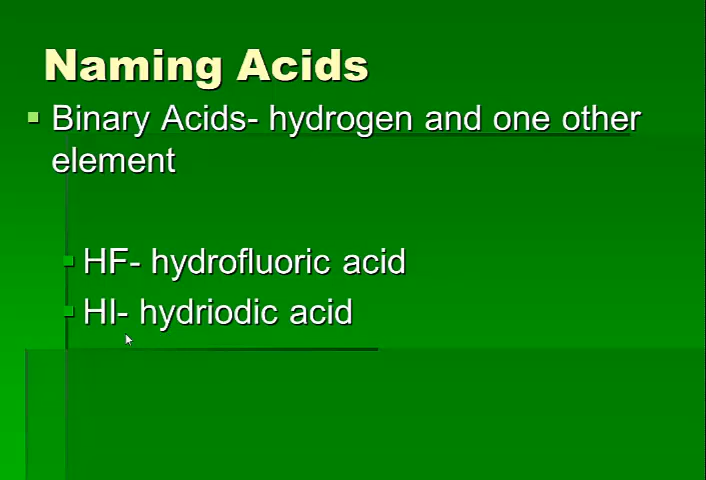 Naming Acids
Binary Acids- hydrogen and one other
element
HF- hydrofluoric acid
HI- hydriodic acid